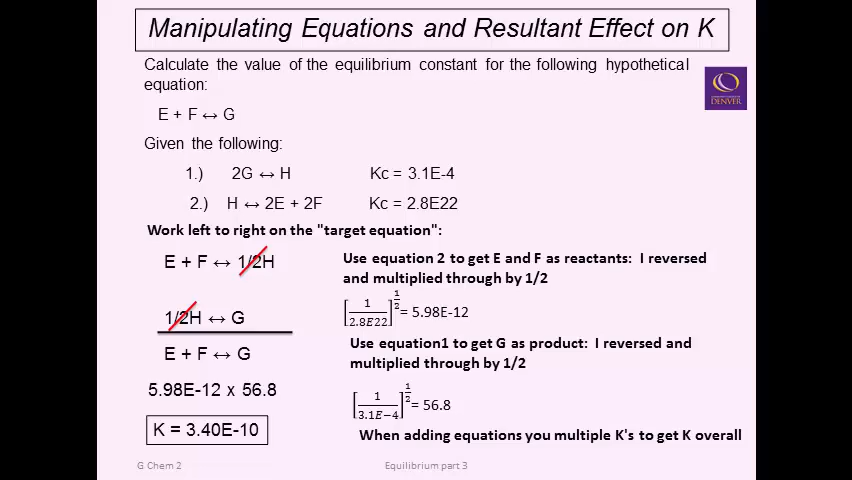 Manipulating Equations and Resultant Effect on K
Calculate the value of the equilibrium constant for the following hypothetical
equation:
DENVER
E + F ↔ G
Given the following:
1.) 2G ↔ H Kc = 3.1E-4
2.) H ↔ 2E + 2F Kc = 2.8E22
Work left to right on the "target equation":
E + F ↔ 1/2H
Use equation 2 to get E and F as reactants: I reversed
and multiplied through by 1/2
[1/2.8E22]^1/2 = 5.98E-12
1/2H ↔ G
Use equation1 to get G as product: I reversed and
multiplied through by 1/2
E + F ↔ G
5.98E-12 x 56.8
[1/3.1E−4]^1/2 = 56.8
K = 3.40E-10
When adding equations you multiple K's to get K overall
G Chem 2
Equilibrium part 3